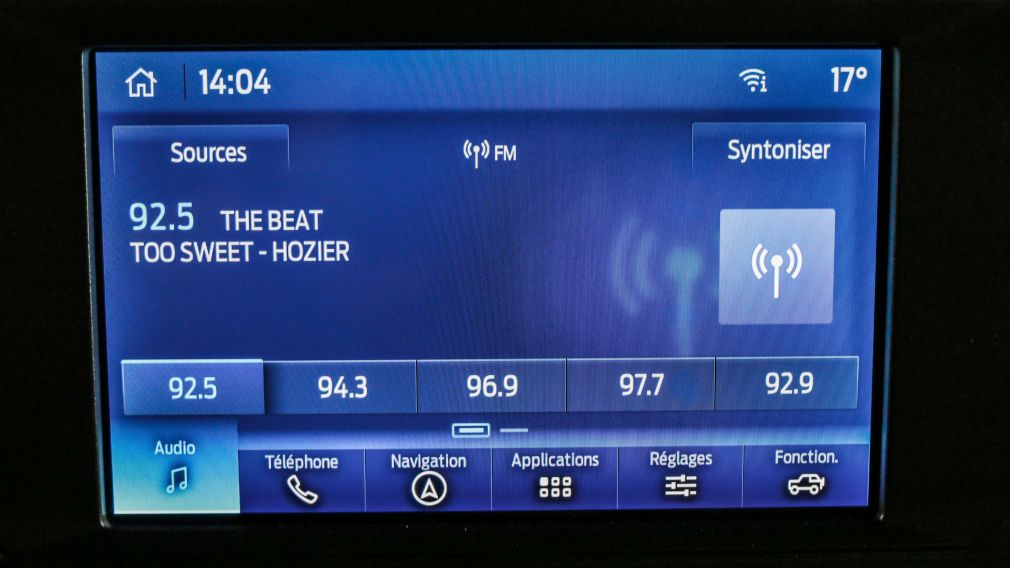 14:04 17°
Sources FM Syntoniser
92.5 THE BEAT
TOO SWEET - HOZIER
92.5 94.3 96.9 97.7 92.9
Audio Téléphone Navigation Applications Réglages Fonction.